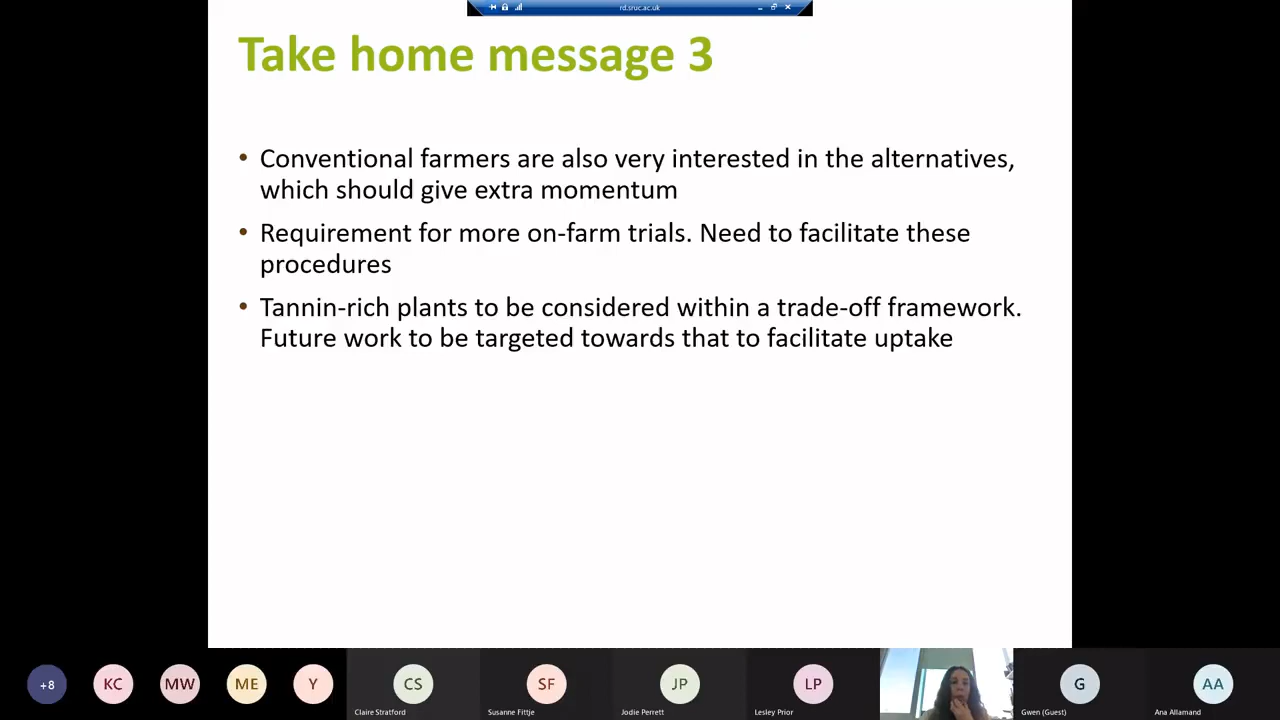 rd.sruc.ac.uk
Take home message 3
• Conventional farmers are also very interested in the alternatives,
which should give extra momentum
• Requirement for more on-farm trials. Need to facilitate these
procedures
• Tannin-rich plants to be considered within a trade-off framework.
Future work to be targeted towards that to facilitate uptake
+8
KC
MW
ME
Y
CS
SF
JP
LP
G
AA
Claire Stratford
Susanne Fittje
Jodie Perrett
Lesley Prior
Gwen (Guest)
Ana Allamand